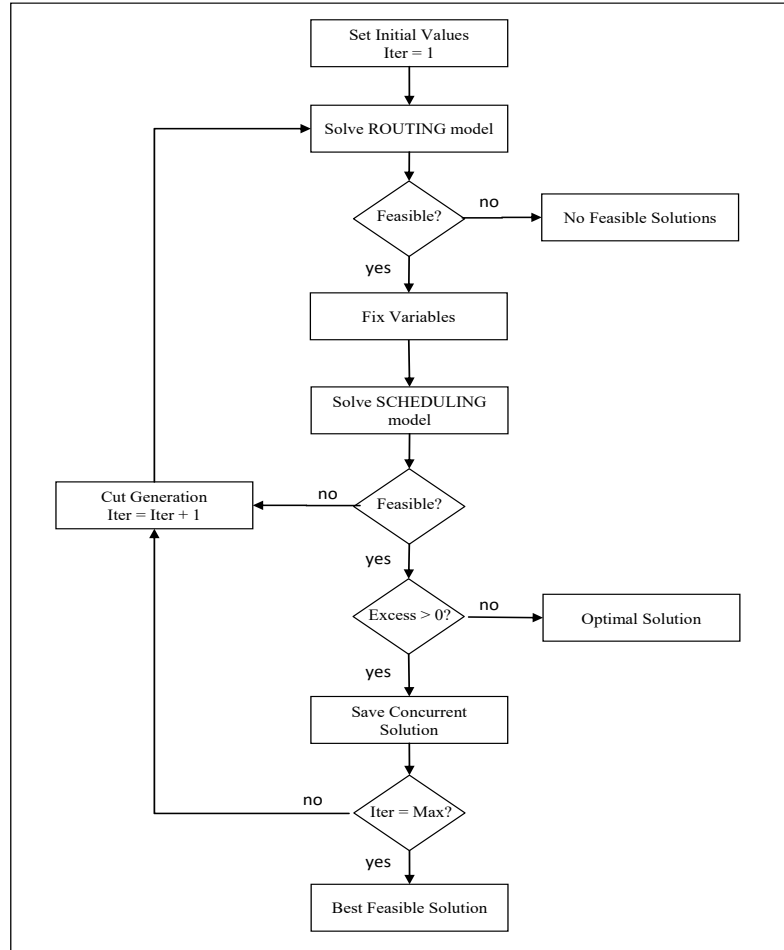 Set Initial Values
Iter = 1
Solve ROUTING model
Feasible?
no
No Feasible Solutions
yes
Fix Variables
Solve SCHEDULING
model
Feasible?
no
Cut Generation
Iter = Iter + 1
yes
Excess > 0?
no
Optimal Solution
yes
Save Concurrent
Solution
Iter = Max?
no
yes
Best Feasible Solution